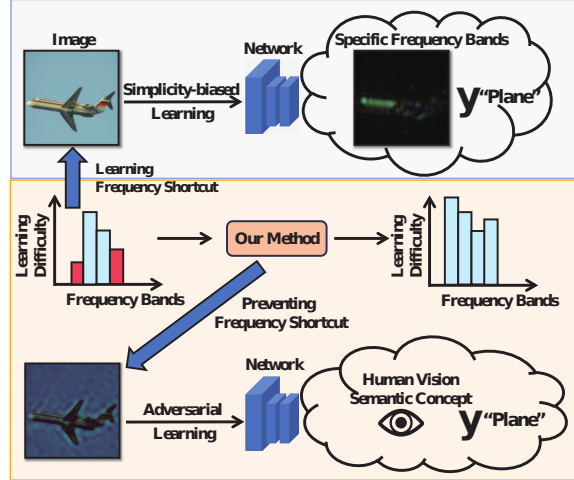 Image
Network
Specific Frequency Bands
Simplicity-biased
Learning
y "Plane"
Learning
Frequency Shortcut
Learning
Difficulty
Frequency Bands
Our Method
Learning
Difficulty
Frequency Bands
Preventing
Frequency Shortcut
Network
Adversarial
Learning
Human Vision
Semantic Concept
y "Plane"